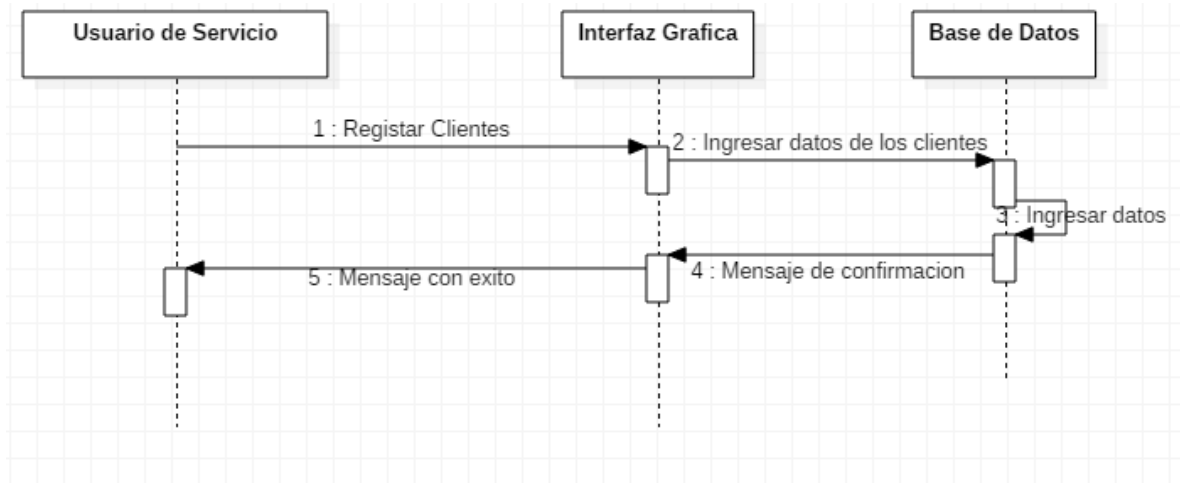 Usuario de Servicio
Interfaz Grafica
Base de Datos
1 : Registar Clientes
2 : Ingresar datos de los clientes
3 : Ingresar datos
4 : Mensaje de confirmacion
5 : Mensaje con exito